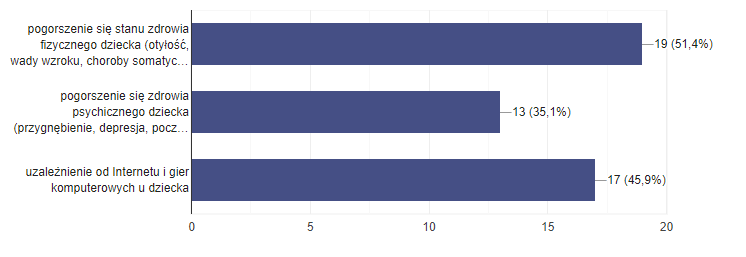 pogorszenie się stanu zdrowia
fizycznego dziecka (otyłość,
wady wzroku, choroby somatyc…
19 (51,4%)
pogorszenie się zdrowia
psychicznego dziecka
(przygnębienie, depresja, pocz…
13 (35,1%)
uzależnienie od Internetu i gier
komputerowych u dziecka
17 (45,9%)
0 5 10 15 20